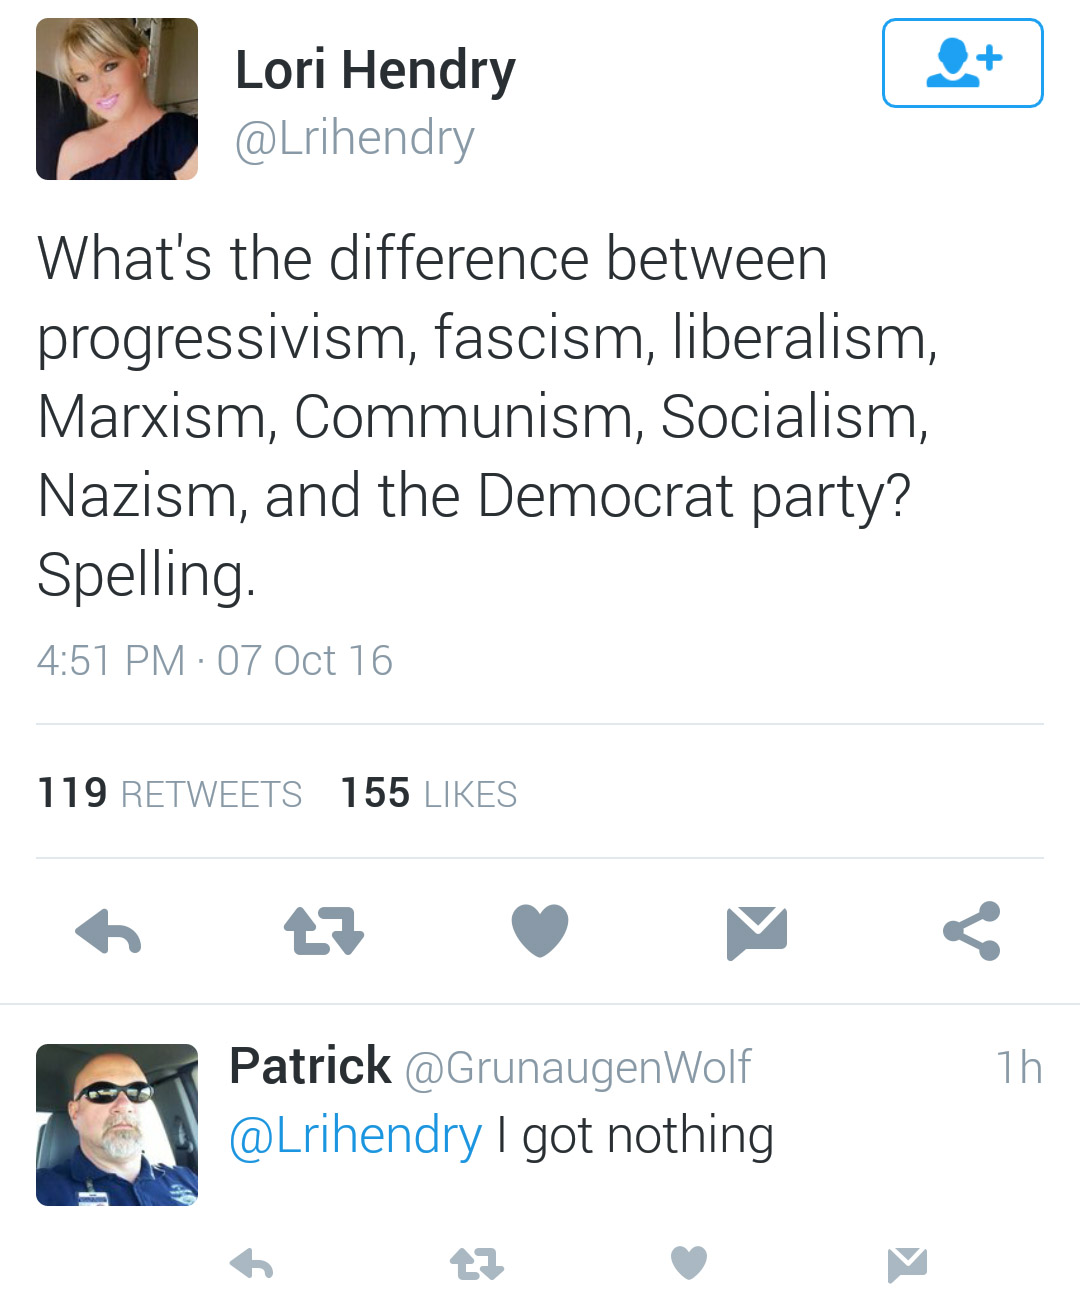 Lori Hendry
@Lrihendry
What's the difference between
progressivism, fascism, liberalism,
Marxism, Communism, Socialism,
Nazism, and the Democrat party?
Spelling.
4:51 PM · 07 Oct 16
119 RETWEETS 155 LIKES
Patrick @GrunaugenWolf 1h
@Lrihendry I got nothing